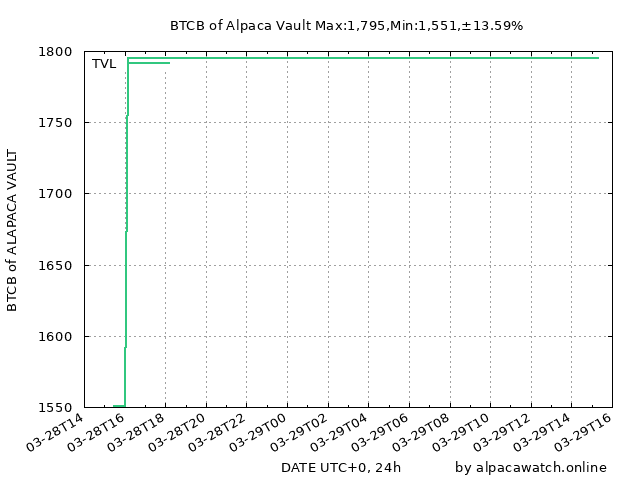 BTCB of Alpaca Vault Max:1,795,Min:1,551,±13.59%
TVL
BTCB of ALAPACA VAULT
1800
1750
1700
1650
1600
1550
03-28T14
03-28T16
03-28T18
03-28T20
03-28T22
03-29T00
03-29T02
03-29T04
03-29T06
03-29T08
03-29T10
03-29T12
03-29T14
03-29T16
DATE UTC+0, 24h
by alpacawatch.online